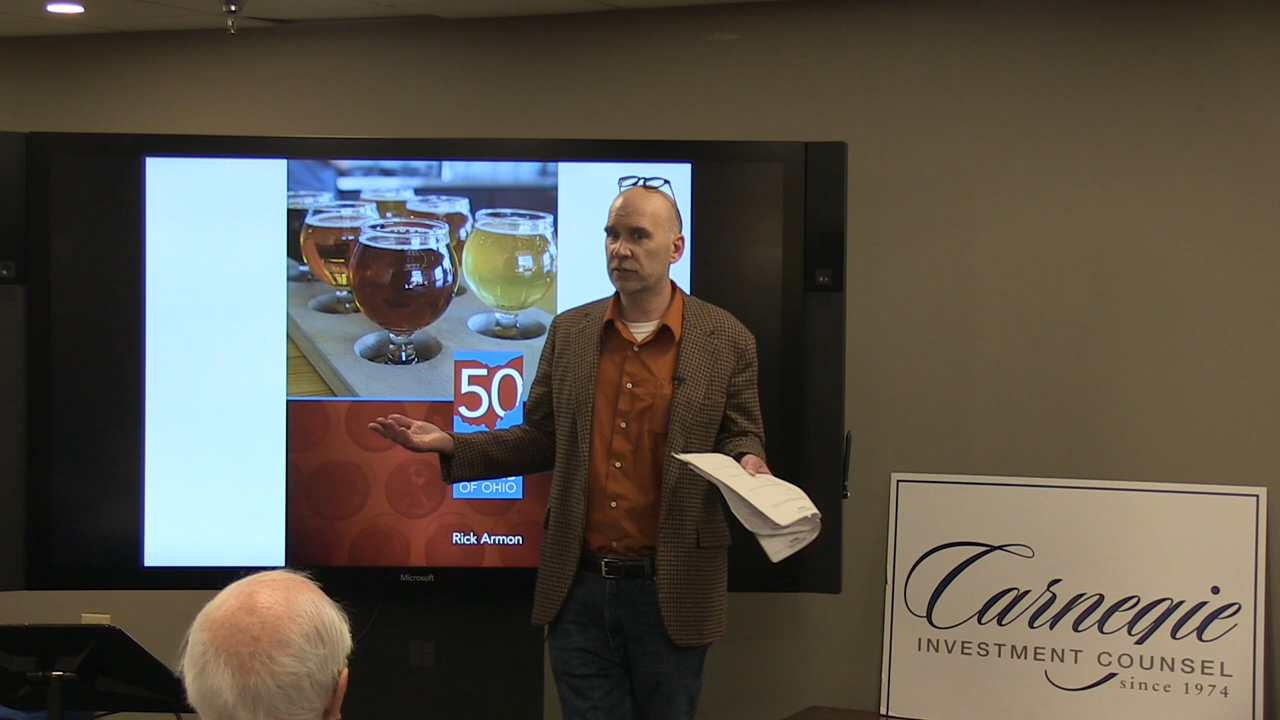 50
OF OHIO
Rick Armon
Microsoft
Carnegie
INVESTMENT COUNSEL
since 1974